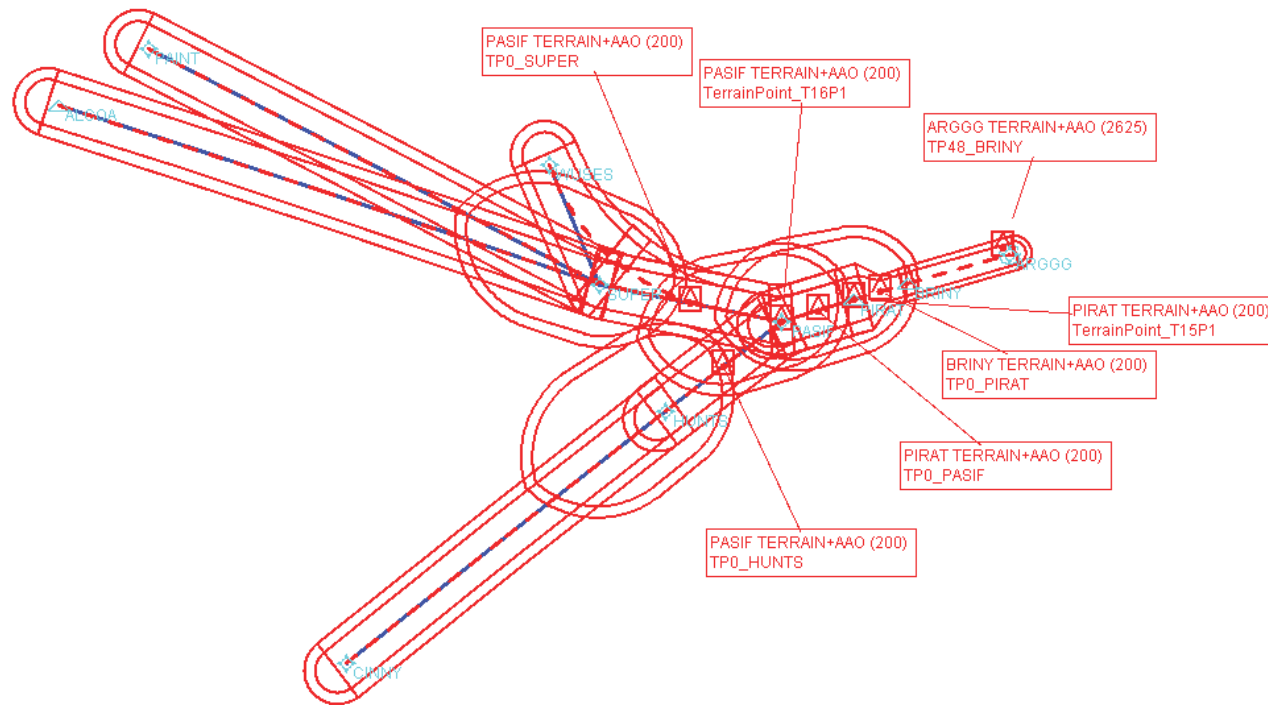 PASIF TERRAIN+AAO (200)
TP0_SUPER
PASIF TERRAIN+AAO (200)
TerrainPoint_T16P1
ARGGG TERRAIN+AAO (2625)
TP48_BRINY
PAINT
ALCOA
SUPER
PASIF
PIRAT
BRINY
ARGGG
PIRAT TERRAIN+AAO (200)
TerrainPoint_T15P1
BRINY TERRAIN+AAO (200)
TP0_PIRAT
HUNTS
PIRAT TERRAIN+AAO (200)
TP0_PASIF
PASIF TERRAIN+AAO (200)
TP0_HUNTS
CINNY